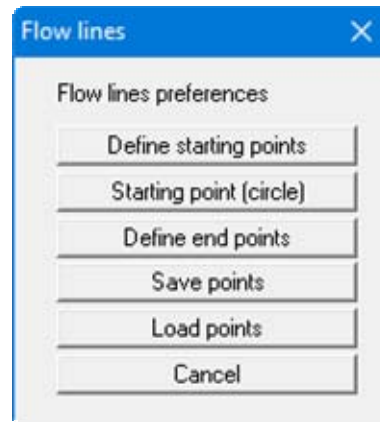 Flow lines
Flow lines preferences
Define starting points
Starting point (circle)
Define end points
Save points
Load points
Cancel